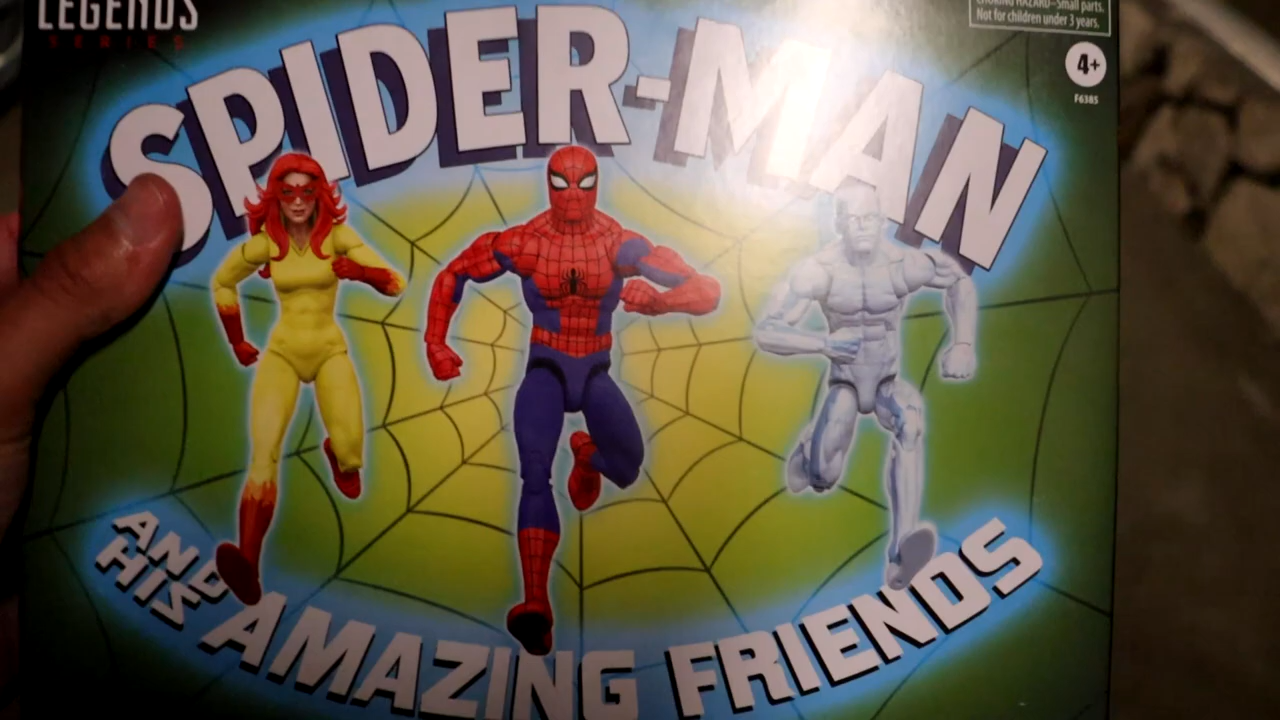 LEGENDS
SERIES
CHOKING HAZARD–Small parts.
Not for children under 3 years.
4+
F6385
SPIDER-MAN
AND
HIS
AMAZING FRIENDS